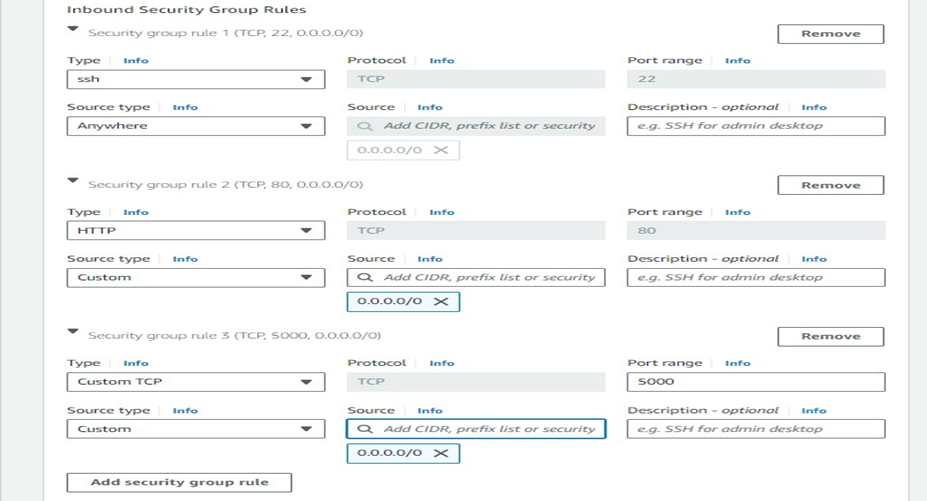 Inbound Security Group Rules
Security group rule 1 (TCP, 22, 0.0.0.0/0) Remove
Type Info Protocol Info Port range Info
ssh TCP 22
Source type Info Source Info Description - optional Info
Anywhere Add CIDR, prefix list or security e.g. SSH for admin desktop
0.0.0.0/0
Security group rule 2 (TCP, 80, 0.0.0.0/0) Remove
Type Info Protocol Info Port range Info
HTTP TCP 80
Source type Info Source Info Description - optional Info
Custom Add CIDR, prefix list or security e.g. SSH for admin desktop
0.0.0.0/0
Security group rule 3 (TCP, 5000, 0.0.0.0/0) Remove
Type Info Protocol Info Port range Info
Custom TCP TCP 5000
Source type Info Source Info Description - optional Info
Custom Add CIDR, prefix list or security e.g. SSH for admin desktop
0.0.0.0/0
Add security group rule